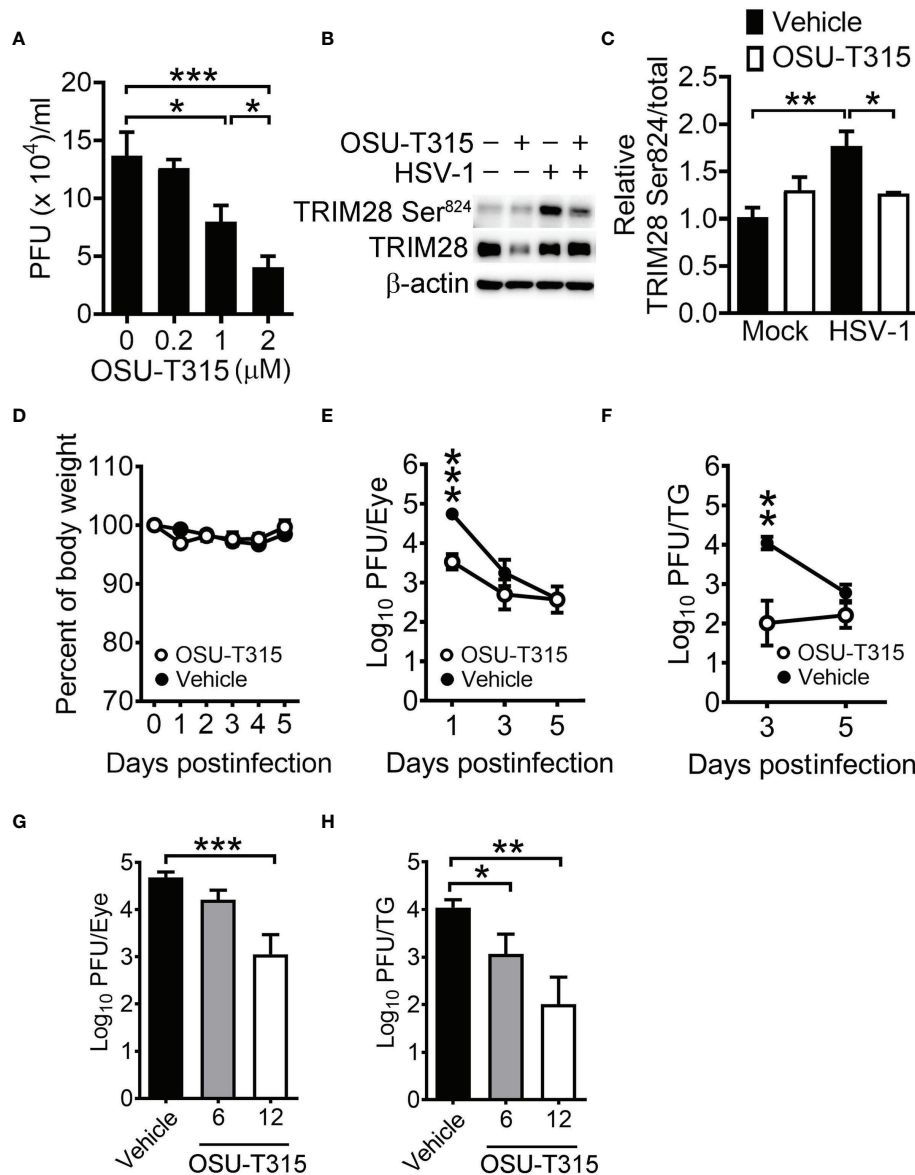 A
***
*
*
20
15
10
5
0
PFU (x 10⁴)/ml
0 0.2 1 2
OSU-T315 (μM)
B
OSU-T315 − + − +
HSV-1 − − + +
TRIM28 Ser⁸²⁴
TRIM28
β-actin
C
Vehicle
OSU-T315
**
*
2.5
2.0
1.5
1.0
0.5
0.0
Relative
TRIM28 Ser824/total
Mock HSV-1
D
110
100
90
80
70
Percent of body weight
OSU-T315
Vehicle
0 1 2 3 4 5
Days postinfection
E
***
6
5
4
3
2
1
0
Log₁₀ PFU/Eye
OSU-T315
Vehicle
1 3 5
Days postinfection
F
**
6
5
4
3
2
1
0
Log₁₀ PFU/TG
OSU-T315
Vehicle
3 5
Days postinfection
G
***
5
4
3
2
1
0
Log₁₀ PFU/Eye
Vehicle 6 12
OSU-T315
H
**
*
5
4
3
2
1
0
Log₁₀ PFU/TG
Vehicle 6 12
OSU-T315